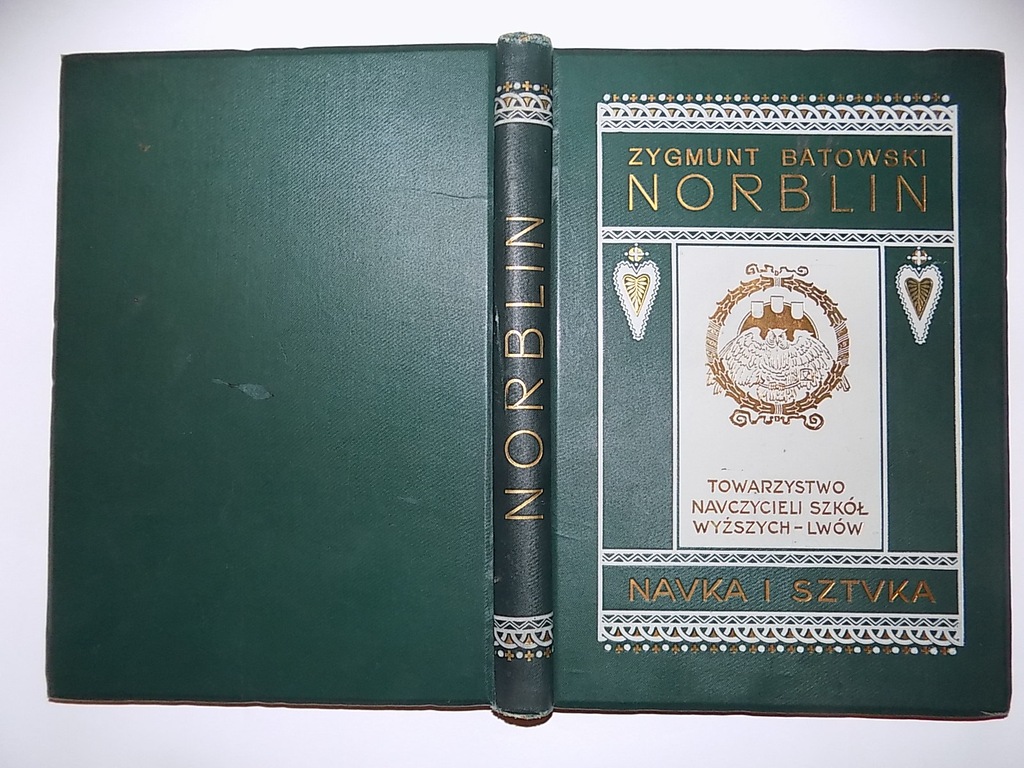 NORBLIN
ZYGMUNT BATOWSKI
NORBLIN
TOWARZYSTWO
NAVCZYCIELI SZKÓŁ
WYŻSZYCH – LWÓW
NAVKA I SZTVKA